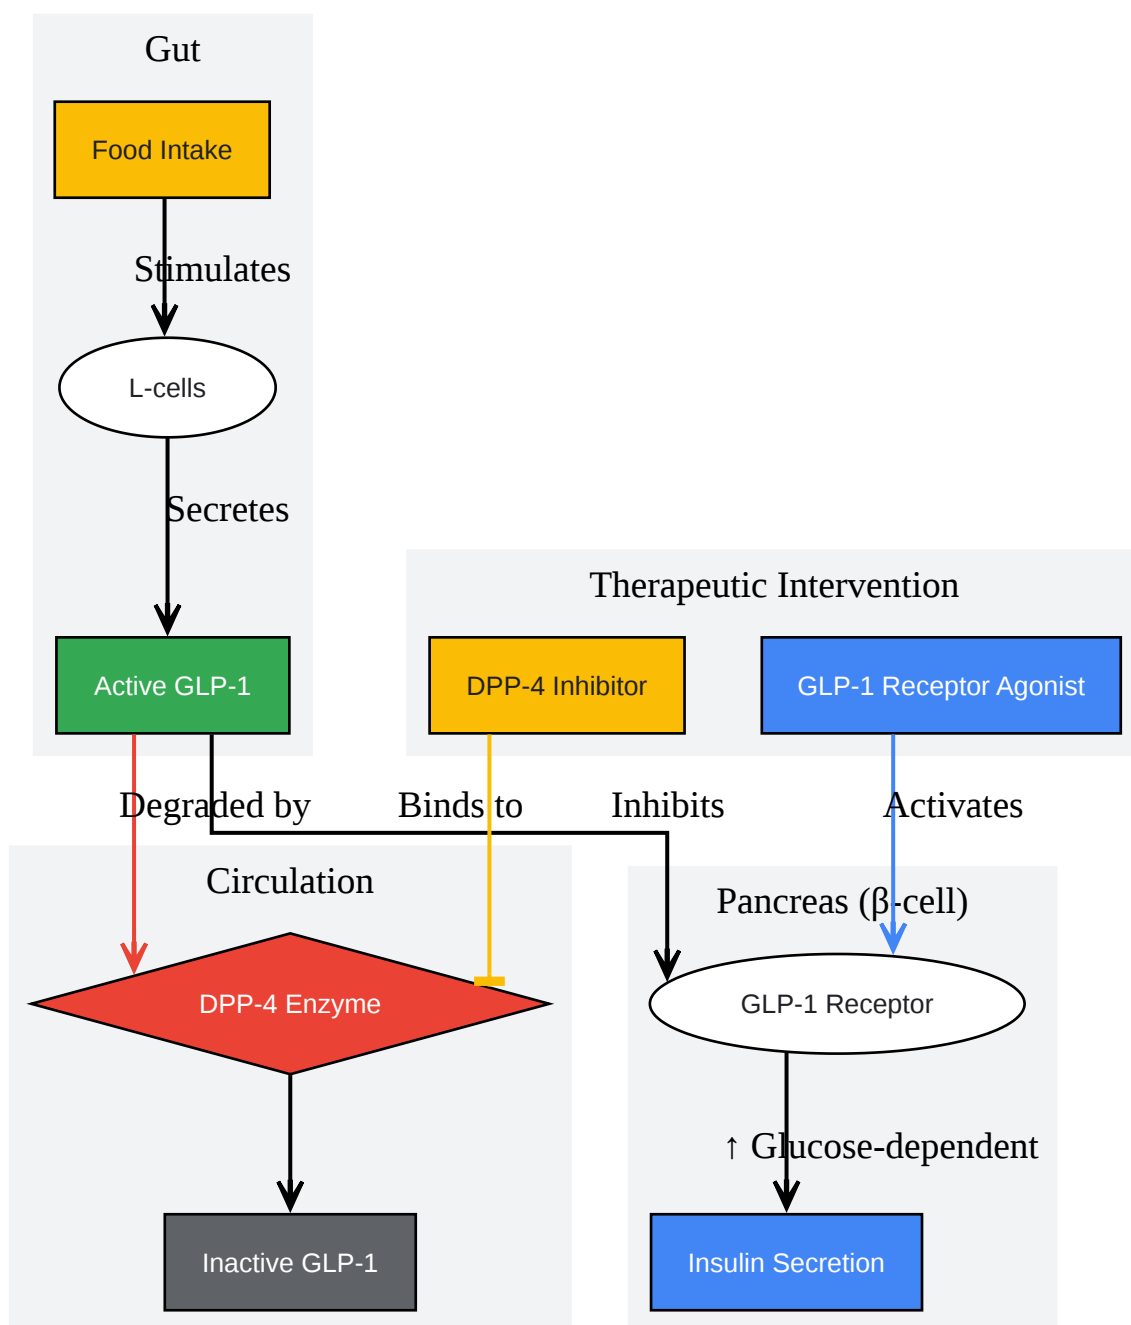 Gut
Food Intake
Stimulates
L-cells
Secretes
Therapeutic Intervention
Active GLP-1
DPP-4 Inhibitor
GLP-1 Receptor Agonist
Degraded by
Binds to
Inhibits
Activates
Circulation
Pancreas (β-cell)
DPP-4 Enzyme
GLP-1 Receptor
↑ Glucose-dependent
Inactive GLP-1
Insulin Secretion